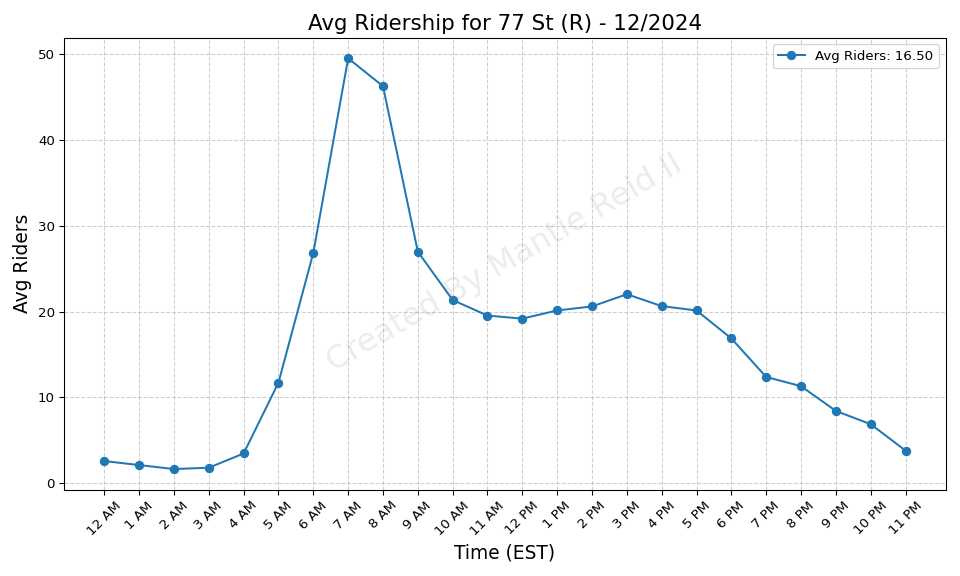 Avg Ridership for 77 St (R) - 12/2024
Avg Riders: 16.50
50
40
30
20
10
0
Avg Riders
Created By Mantie Reid II
12 AM
1 AM
2 AM
3 AM
4 AM
5 AM
6 AM
7 AM
8 AM
9 AM
10 AM
11 AM
12 PM
1 PM
2 PM
3 PM
4 PM
5 PM
6 PM
7 PM
8 PM
9 PM
10 PM
11 PM
Time (EST)